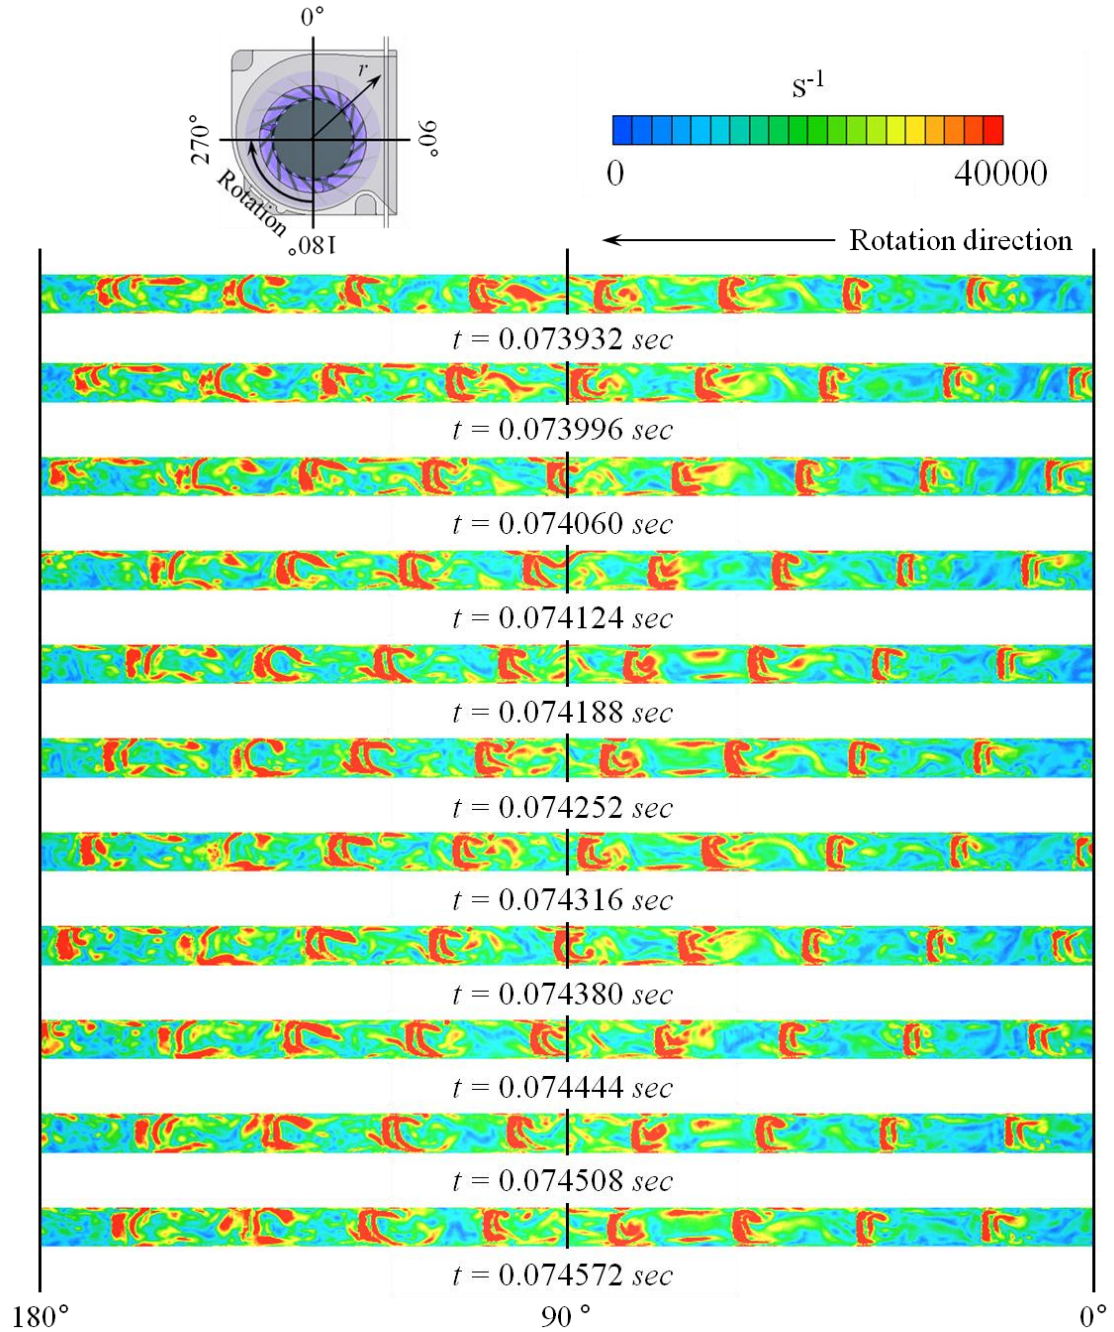 0°
r
270°
90°
Rotation
180°
S-1
0 40000
Rotation direction
t = 0.073932 sec
t = 0.073996 sec
t = 0.074060 sec
t = 0.074124 sec
t = 0.074188 sec
t = 0.074252 sec
t = 0.074316 sec
t = 0.074380 sec
t = 0.074444 sec
t = 0.074508 sec
t = 0.074572 sec
180° 90 ° 0°